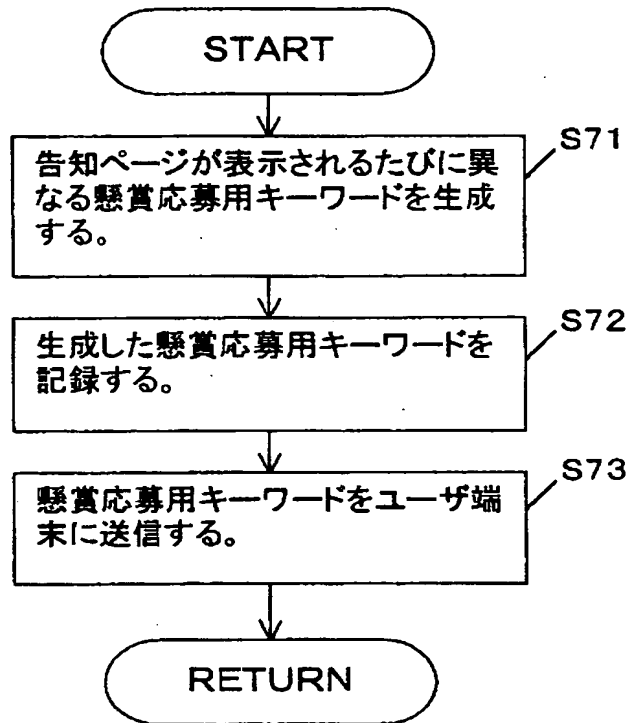 START
S71
告知ページが表示されるたびに異
なる懸賞応募用キーワードを生成
する。
S72
生成した懸賞応募用キーワードを
記録する。
S73
懸賞応募用キーワードをユーザ端
末に送信する。
RETURN